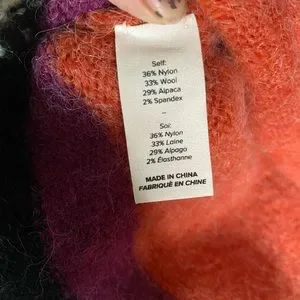 Self:
36% Nylon
33% Wool
29% Alpaca
2% Spandex
–
Soi:
36% Nylon
33% Laine
29% Alpago
2% Élasthanne
MADE IN CHINA
FABRIQUÉ EN CHINE